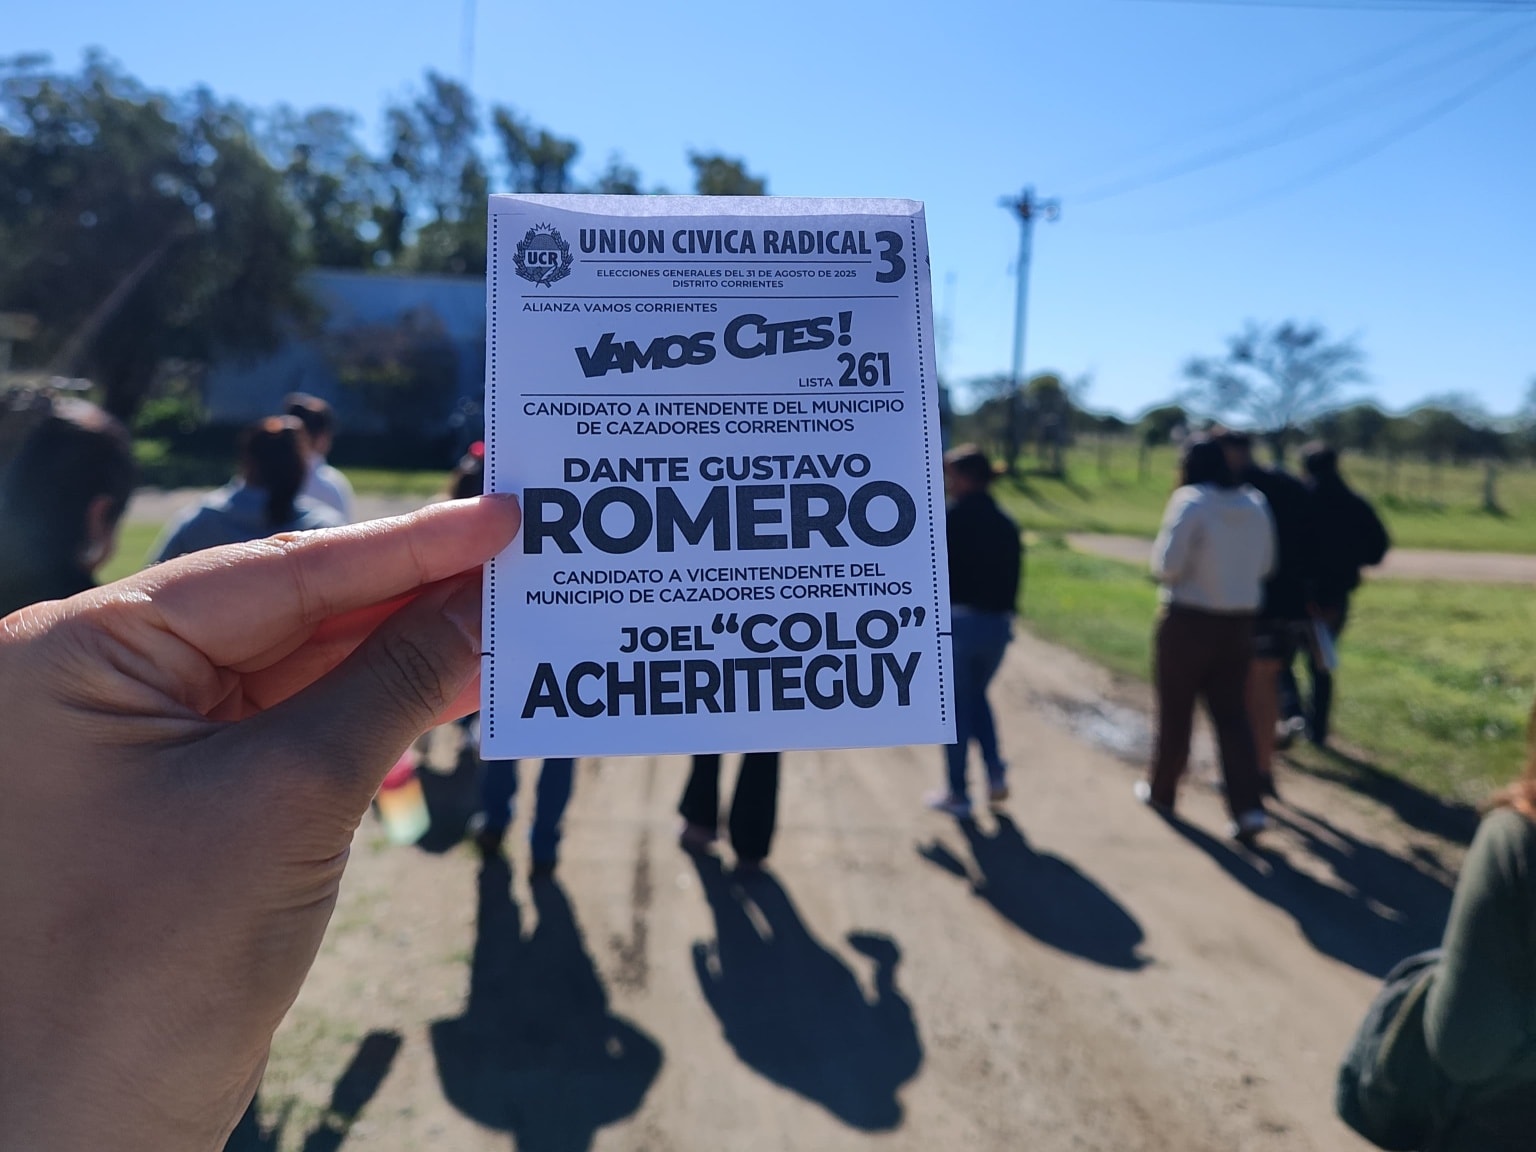 UCR
UNION CIVICA RADICAL 3
ELECCIONES GENERALES DEL 31 DE AGOSTO DE 2025
DISTRITO CORRIENTES
ALIANZA VAMOS CORRIENTES
VAMOS CTES!
LISTA 261
CANDIDATO A INTENDENTE DEL MUNICIPIO
DE CAZADORES CORRENTINOS
DANTE GUSTAVO
ROMERO
CANDIDATO A VICEINTENDENTE DEL
MUNICIPIO DE CAZADORES CORRENTINOS
JOEL “COLO”
ACHERITEGUY